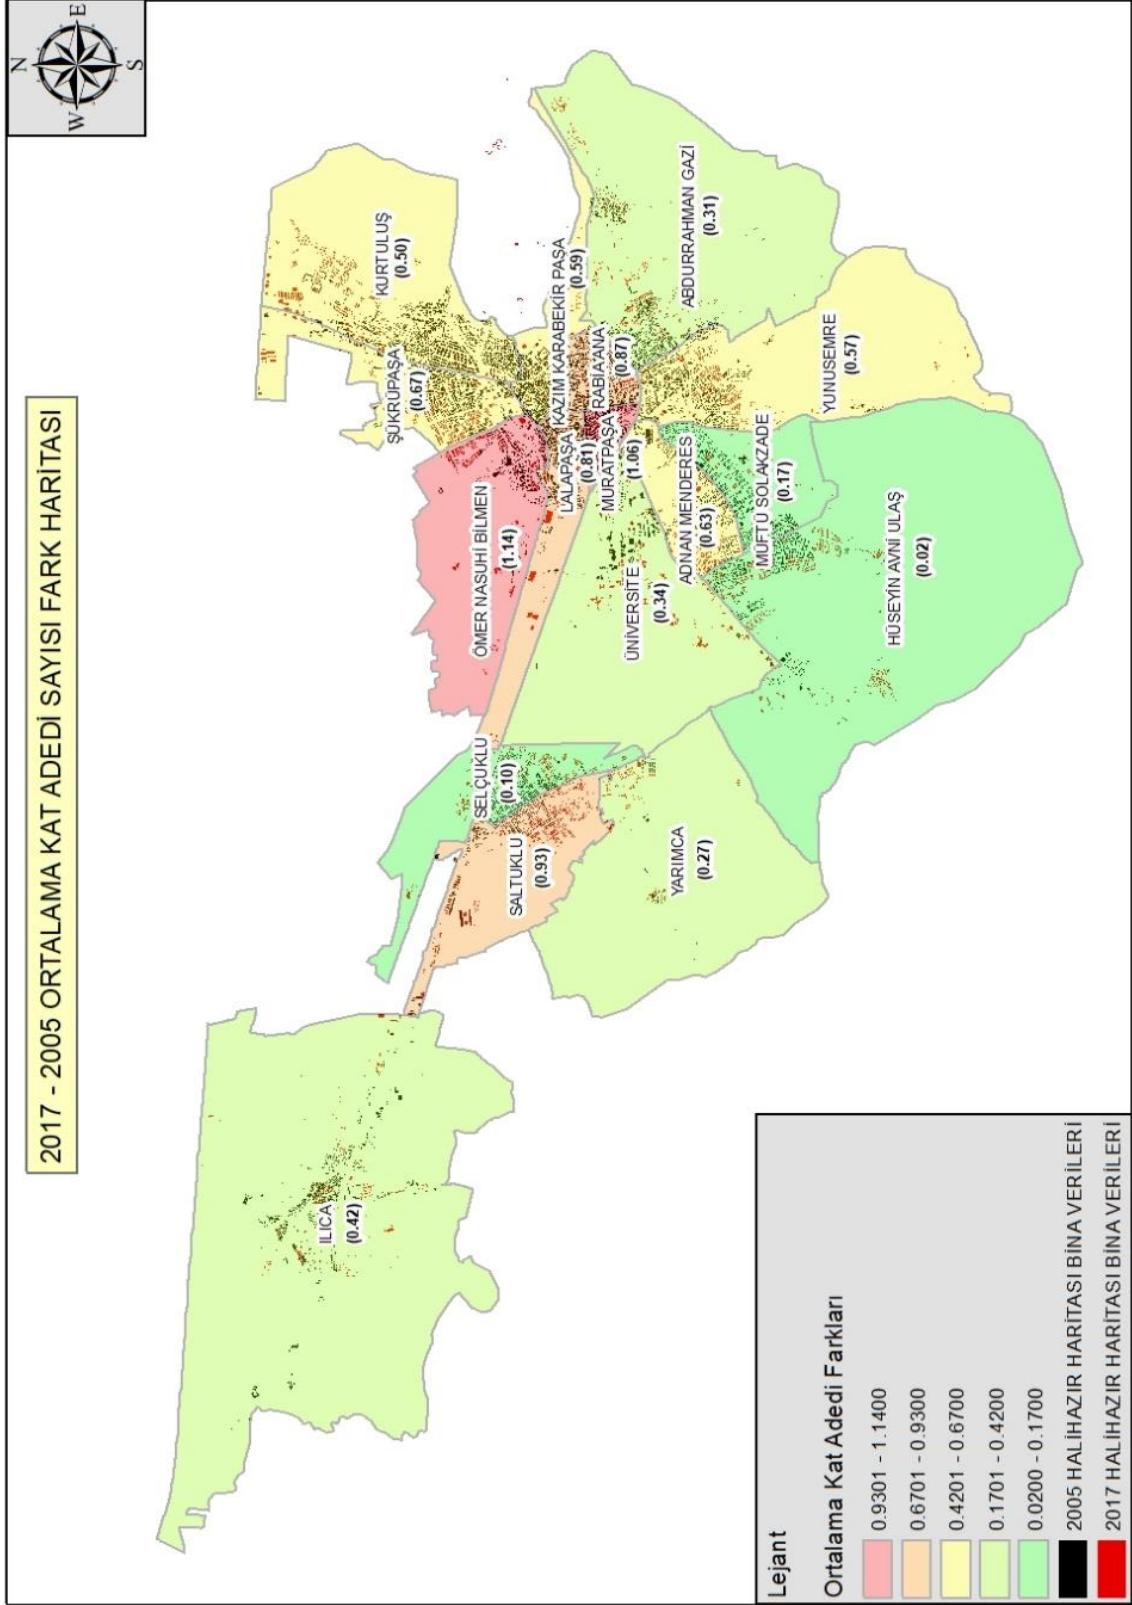 2017 - 2005 ORTALAMA KAT ADEDİ SAYISI FARK HARİTASI
N
E
S
W
ILICA
(0.42)
SELÇUKLU
(0.10)
SALTUKLU
(0.93)
YARIMCA
(0.27)
ÖMER NASUHİ BİLMEN
(1.14)
ŞÜKRÜPAŞA
(0.67)
KURTULUŞ
(0.50)
LALAPAŞA
(0.81)
KAZIM KARABEKİR PAŞA
(0.59)
MURATPAŞA
(1.06)
RABİA ANA
(0.87)
ÜNİVERSİTE
(0.34)
ADNAN MENDERES
(0.63)
ABDURRAHMAN GAZİ
(0.31)
MÜFTÜ SOLAKZADE
(0.17)
YUNUSEMRE
(0.57)
HÜSEYİN AVNİ ULAŞ
(0.02)
Lejant
Ortalama Kat Adedi Farkları
0.9301 - 1.1400
0.6701 - 0.9300
0.4201 - 0.6700
0.1701 - 0.4200
0.0200 - 0.1700
2005 HALİHAZIR HARİTASI BİNA VERİLERİ
2017 HALİHAZIR HARİTASI BİNA VERİLERİ